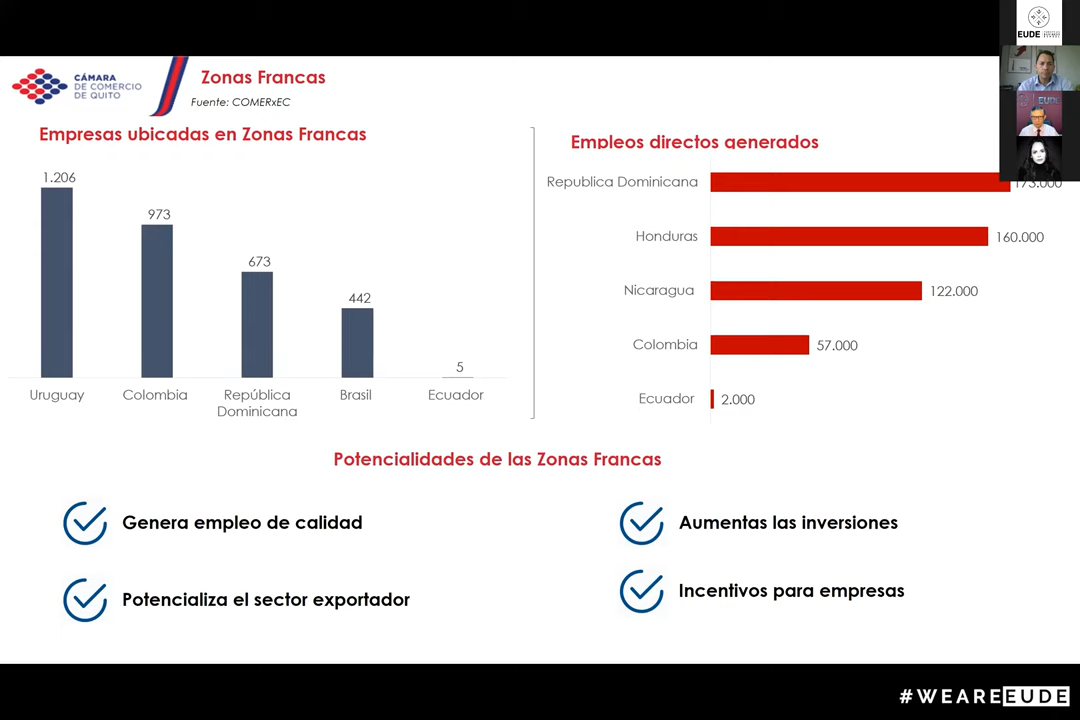 EUDE
CÁMARA
DE COMERCIO
DE QUITO
Zonas Francas
Fuente: COMERxEC
Empresas ubicadas en Zonas Francas
1.206
973
673
442
5
Uruguay
Colombia
República
Dominicana
Brasil
Ecuador
Empleos directos generados
Republica Dominicana
173.000
Honduras
160.000
Nicaragua
122.000
Colombia
57.000
Ecuador
2.000
Potencialidades de las Zonas Francas
Genera empleo de calidad
Aumentas las inversiones
Potencializa el sector exportador
Incentivos para empresas
#WEAREEUDE